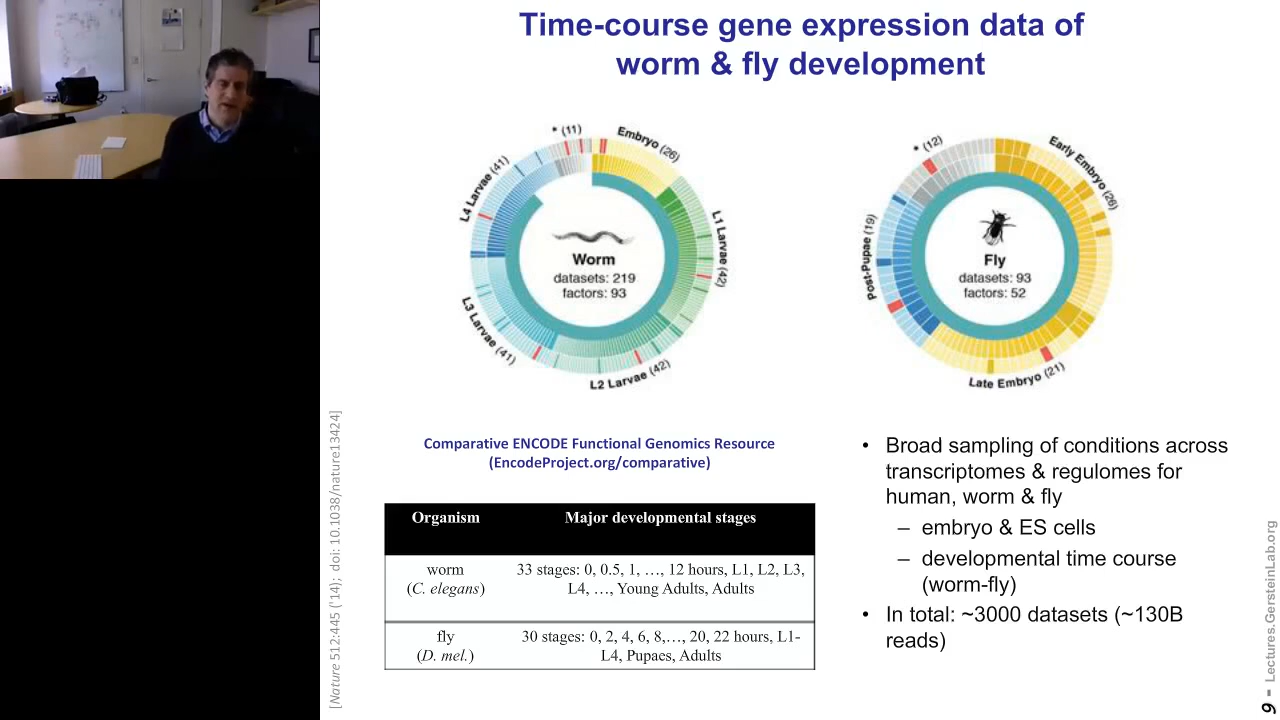 Time-course gene expression data of
worm & fly development
* (11)
Embryo (26)
L1 Larvae (42)
L2 Larvae (42)
L3 Larvae (41)
L4 Larvae (41)
Worm
datasets: 219
factors: 93
* (12)
Early Embryo (26)
Late Embryo (21)
Post-Pupae (19)
Fly
datasets: 93
factors: 52
Comparative ENCODE Functional Genomics Resource
(EncodeProject.org/comparative)
Organism Major developmental stages
worm 33 stages: 0, 0.5, 1, …, 12 hours, L1, L2, L3,
(C. elegans) L4, …, Young Adults, Adults
fly 30 stages: 0, 2, 4, 6, 8,…, 20, 22 hours, L1-
(D. mel.) L4, Pupaes, Adults
• Broad sampling of conditions across
transcriptomes & regulomes for
human, worm & fly
– embryo & ES cells
– developmental time course
(worm-fly)
• In total: ~3000 datasets (~130B
reads)
[Nature 512:445 ('14); doi: 10.1038/nature13424]
9 - Lectures.GersteinLab.org